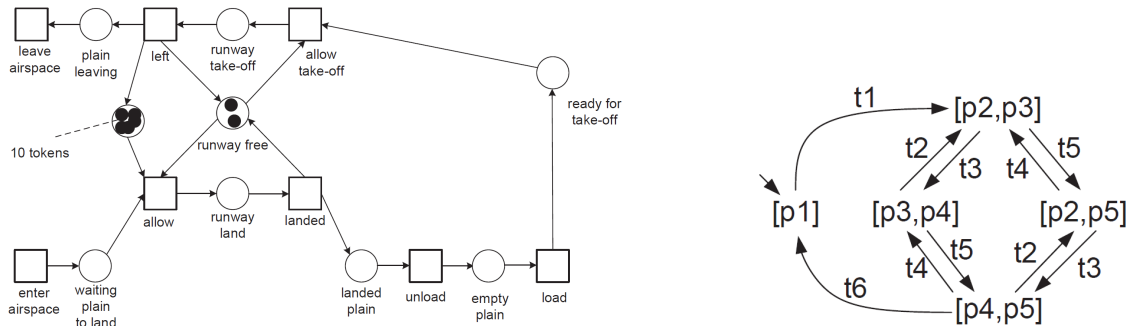 leave
airspace
plain
leaving
left
runway
take-off
allow
take-off
ready for
take-off
10 tokens
runway free
allow
runway
land
landed
enter
airspace
waiting
plain
to land
landed
plain
unload
empty
plain
load
t1
[p2,p3]
t2
t3
t5
t4
[p1]
[p3,p4]
[p2,p5]
t5
t4
t2
t3
t6
[p4,p5]